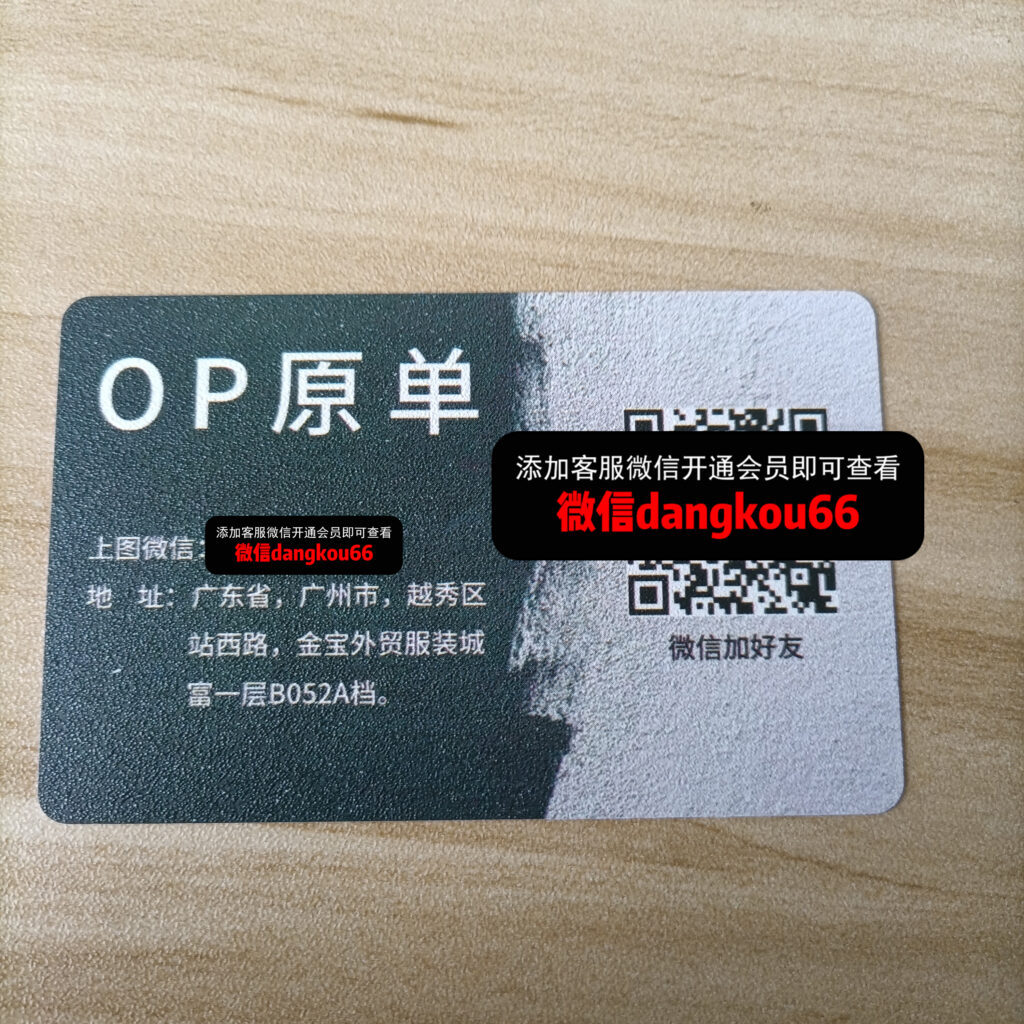 OP原单
添加客服微信开通会员即可查看
微信dangkou66
上图微信:
添加客服微信开通会员即可查看
微信dangkou66
地 址：广东省，广州市，越秀区
站西路，金宝外贸服装城
富一层B052A档。
微信加好友